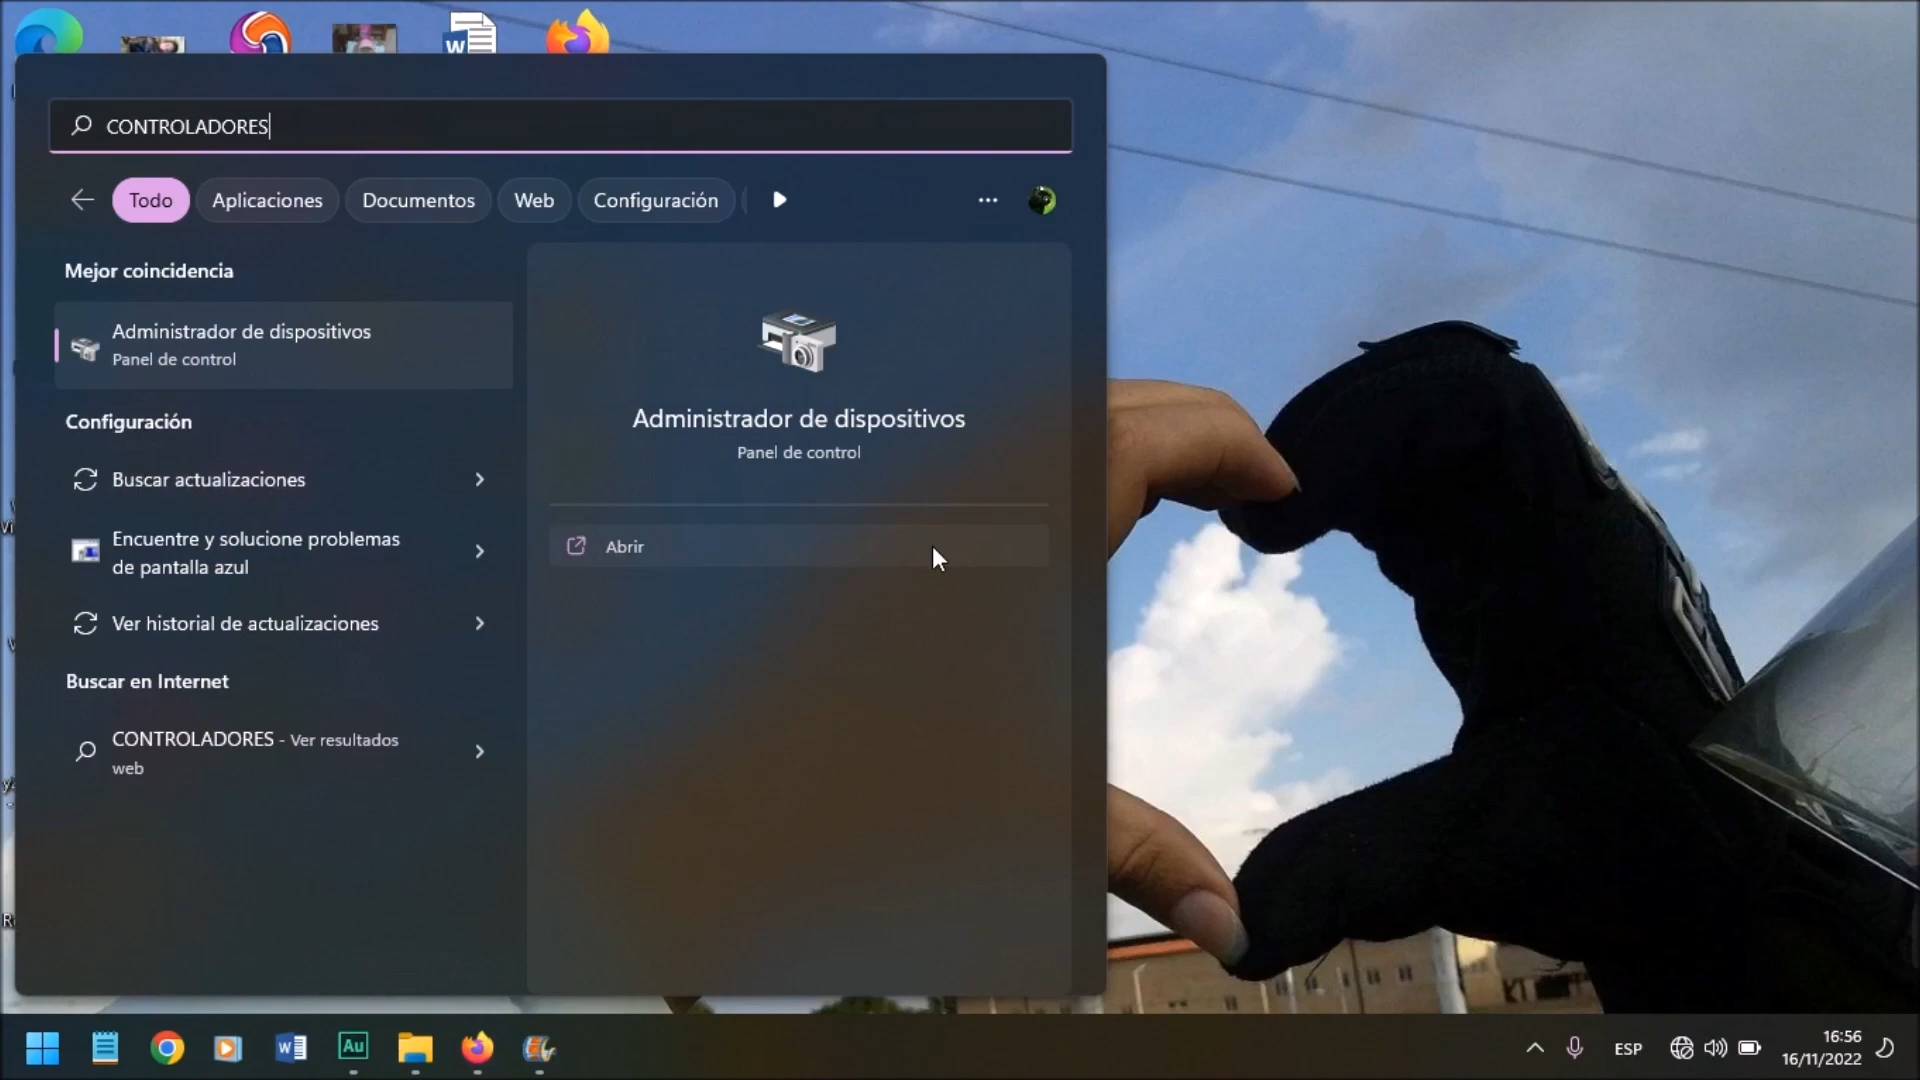 CONTROLADORES
Todo
Aplicaciones
Documentos
Web
Configuración
Mejor coincidencia
Administrador de dispositivos
Panel de control
Configuración
Buscar actualizaciones
Encuentre y solucione problemas
de pantalla azul
Ver historial de actualizaciones
Buscar en Internet
CONTROLADORES - Ver resultados
web
Administrador de dispositivos
Panel de control
Abrir
W
W
Au
ESP
16:56
16/11/2022